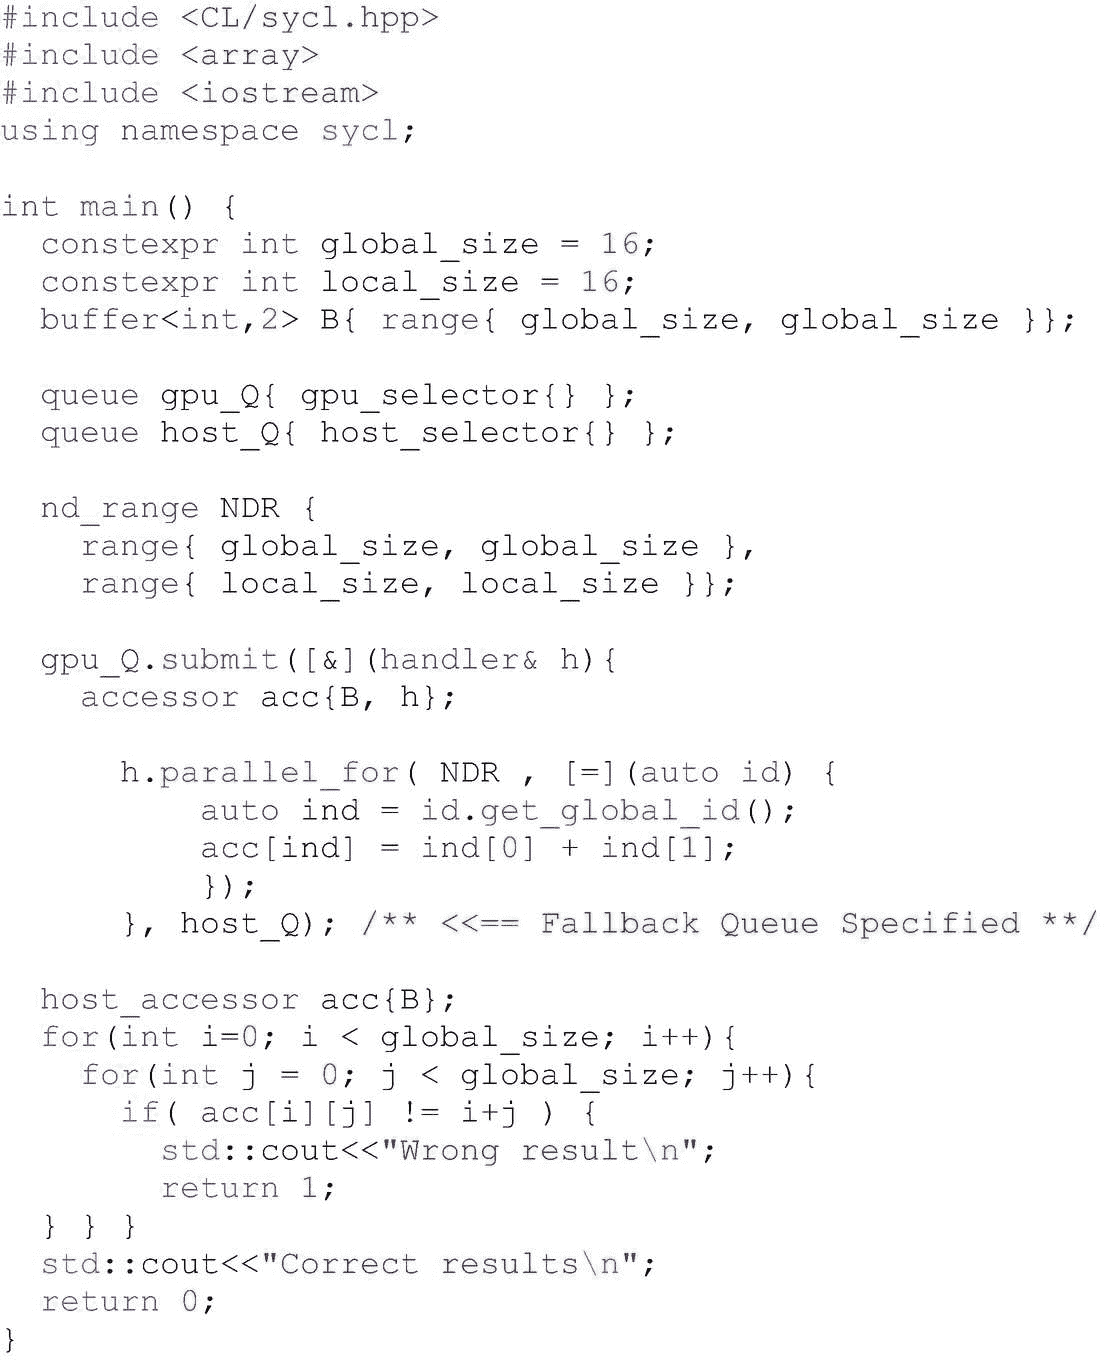 #include <CL/sycl.hpp>
#include <array>
#include <iostream>
using namespace sycl;

int main() {
  constexpr int global_size = 16;
  constexpr int local_size = 16;
  buffer<int,2> B{ range{ global_size, global_size }};

  queue gpu_Q{ gpu_selector{} };
  queue host_Q{ host_selector{} };

  nd_range NDR {
    range{ global_size, global_size },
    range{ local_size, local_size }};

  gpu_Q.submit([&](handler& h){
    accessor acc{B, h};

      h.parallel_for( NDR , [=](auto id) {
          auto ind = id.get_global_id();
          acc[ind] = ind[0] + ind[1];
          });
      }, host_Q); /** <<== Fallback Queue Specified **/

  host_accessor acc{B};
  for(int i=0; i < global_size; i++){
    for(int j = 0; j < global_size; j++){
      if( acc[i][j] != i+j ) {
        std::cout<<"Wrong result\n";
        return 1;
  } } }
  std::cout<<"Correct results\n";
  return 0;
}